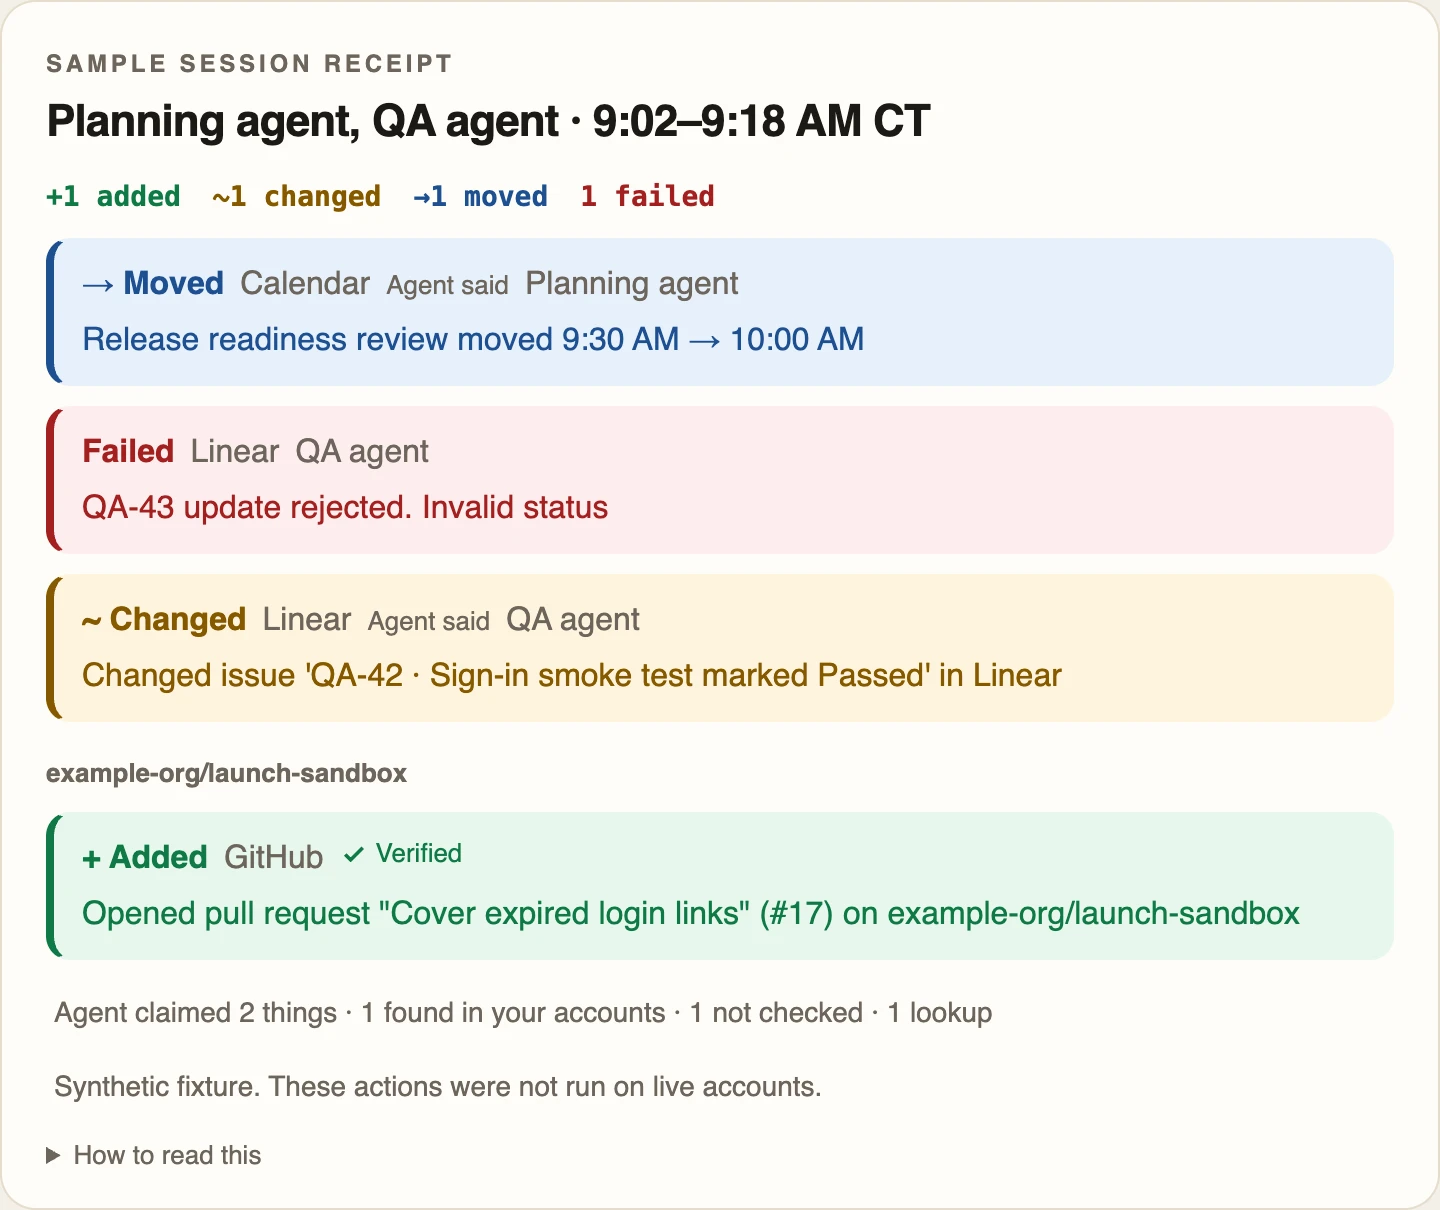 SAMPLE SESSION RECEIPT
Planning agent, QA agent · 9:02–9:18 AM CT
+1 added ~1 changed →1 moved 1 failed
→ Moved Calendar Agent said Planning agent
Release readiness review moved 9:30 AM → 10:00 AM
Failed Linear QA agent
QA-43 update rejected. Invalid status
~ Changed Linear Agent said QA agent
Changed issue 'QA-42 · Sign-in smoke test marked Passed' in Linear
example-org/launch-sandbox
+ Added GitHub ✓ Verified
Opened pull request "Cover expired login links" (#17) on example-org/launch-sandbox
Agent claimed 2 things · 1 found in your accounts · 1 not checked · 1 lookup
Synthetic fixture. These actions were not run on live accounts.
▶ How to read this